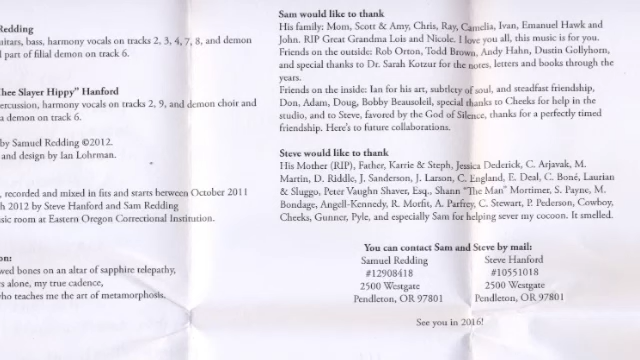 Redding
uitars, bass, harmony vocals on tracks 2, 3, 4, 7, 8, and demon
l part of filial demon on track 6.
hee Slayer Hippy" Hanford
ercussion, harmony vocals on tracks 2, 9, and demon choir and
a demon on track 6.
by Samuel Redding ©2012.
and design by Ian Lohrman.
, recorded and mixed in fits and starts between October 2011
h 2012 by Steve Hanford and Sam Redding
sic room at Eastern Oregon Correctional Institution.
on:
wed bones on an altar of sapphire telepathy,
s alone, my true cadence,
who teaches me the art of metamorphosis.
Sam would like to thank
His family: Mom, Scott & Amy, Chris, Ray, Camelia, Ivan, Emanuel Hawk and
John. RIP Great Grandma Lois and Nicole. I love you all, this music is for you.
Friends on the outside: Rob Orton, Todd Brown, Andy Hahn, Dustin Gollyhorn,
and special thanks to Dr. Sarah Kotzur for the notes, letters and books through the
years.
Friends on the inside: Ian for his art, subtlety of soul, and steadfast friendship,
Don, Adam, Doug, Bobby Beausoleil, special thanks to Cheeks for help in the
studio, and to Steve, favored by the God of Silence, thanks for a perfectly timed
friendship. Here's to future collaborations.
Steve would like to thank
His Mother (RIP), Father, Karrie & Steph, Jessica Dederick, C. Arjavak, M.
Martin, D. Riddle, J. Sanderson, J. Larson, C. England, E. Deal, C. Boné, Laurian
& Sluggo, Peter Vaughn Shaver, Esq., Shann "The Man" Mortimer, S. Payne, M.
Bondage, Angell-Kennedy, R. Morfit, A. Parfrey, C. Stewart, P. Pederson, Cowboy,
Cheeks, Gunner, Pyle, and especially Sam for helping sever my cocoon. It smelled.
You can contact Sam and Steve by mail:
Samuel Redding
#12908418
2500 Westgate
Pendleton, OR 97801
Steve Hanford
#10551018
2500 Westgate
Pendleton, OR 97801
See you in 2016!